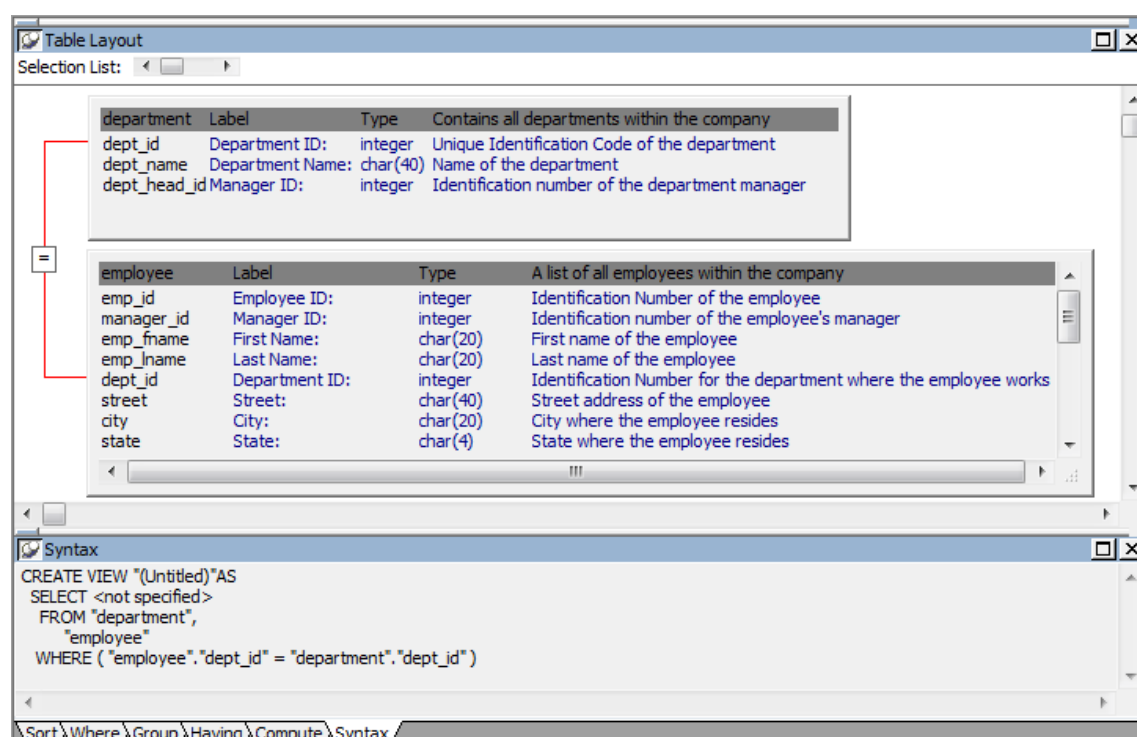 Table Layout
Selection List:
department Label Type Contains all departments within the company
dept_id Department ID: integer Unique Identification Code of the department
dept_name Department Name: char(40) Name of the department
dept_head_id Manager ID: integer Identification number of the department manager
=
employee Label Type A list of all employees within the company
emp_id Employee ID: integer Identification Number of the employee
manager_id Manager ID: integer Identification number of the employee's manager
emp_fname First Name: char(20) First name of the employee
emp_lname Last Name: char(20) Last name of the employee
dept_id Department ID: integer Identification Number for the department where the employee works
street Street: char(40) Street address of the employee
city City: char(20) City where the employee resides
state State: char(4) State where the employee resides
Syntax
CREATE VIEW "(Untitled)"AS
SELECT <not specified>
FROM "department",
"employee"
WHERE ( "employee"."dept_id" = "department"."dept_id" )
Sort Where Group Having Compute Syntax